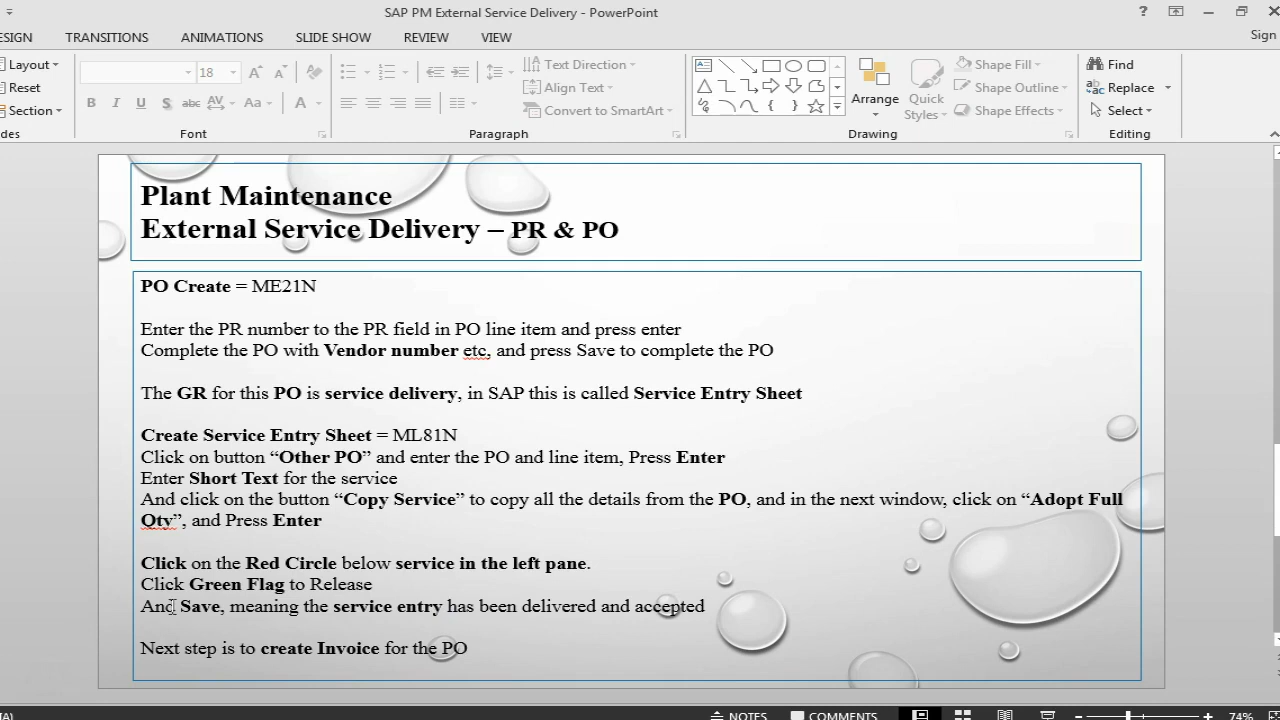 SAP PM External Service Delivery - PowerPoint
?
ESIGN TRANSITIONS ANIMATIONS SLIDE SHOW REVIEW VIEW Sign
Layout 18 Text Direction Shape Fill Find
Reset B I U S abc AV Aa A Align Text Arrange Quick Styles Shape Outline Replace
Section Convert to SmartArt Shape Effects Select
des Font Paragraph Drawing Editing
Plant Maintenance
External Service Delivery – PR & PO
PO Create = ME21N
Enter the PR number to the PR field in PO line item and press enter
Complete the PO with Vendor number etc, and press Save to complete the PO
The GR for this PO is service delivery, in SAP this is called Service Entry Sheet
Create Service Entry Sheet = ML81N
Click on button “Other PO” and enter the PO and line item, Press Enter
Enter Short Text for the service
And click on the button “Copy Service” to copy all the details from the PO, and in the next window, click on “Adopt Full
Qty”, and Press Enter
Click on the Red Circle below service in the left pane.
Click Green Flag to Release
And Save, meaning the service entry has been delivered and accepted
Next step is to create Invoice for the PO
NOTES COMMENTS 74%